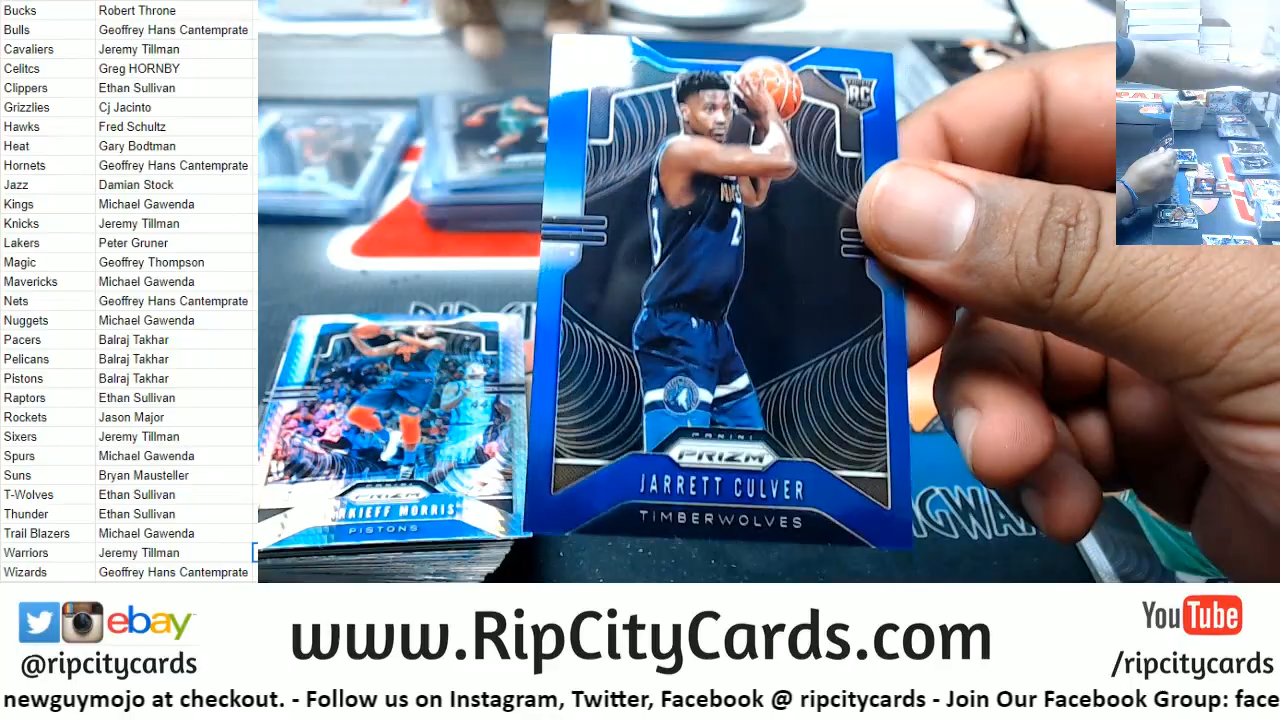 Bucks Robert Throne
Bulls Geoffrey Hans Cantemprate
Cavaliers Jeremy Tillman
Celitcs Greg HORNBY
Clippers Ethan Sullivan
Grizzlies Cj Jacinto
Hawks Fred Schultz
Heat Gary Bodtman
Hornets Geoffrey Hans Cantemprate
Jazz Damian Stock
Kings Michael Gawenda
Knicks Jeremy Tillman
Lakers Peter Gruner
Magic Geoffrey Thompson
Mavericks Michael Gawenda
Nets Geoffrey Hans Cantemprate
Nuggets Michael Gawenda
Pacers Balraj Takhar
Pelicans Balraj Takhar
Pistons Balraj Takhar
Raptors Ethan Sullivan
Rockets Jason Major
Sixers Jeremy Tillman
Spurs Michael Gawenda
Suns Bryan Mausteller
T-Wolves Ethan Sullivan
Thunder Ethan Sullivan
Trail Blazers Michael Gawenda
Warriors Jeremy Tillman
Wizards Geoffrey Hans Cantemprate
RC
PANINI
PRIZM
JARRETT CULVER
TIMBERWOLVES
PRIZM
MORRIS
PISTONS
ebay
@ripcitycards
www.RipCityCards.com
YouTube
/ripcitycards
newguymojo at checkout. - Follow us on Instagram, Twitter, Facebook @ ripcitycards - Join Our Facebook Group: face